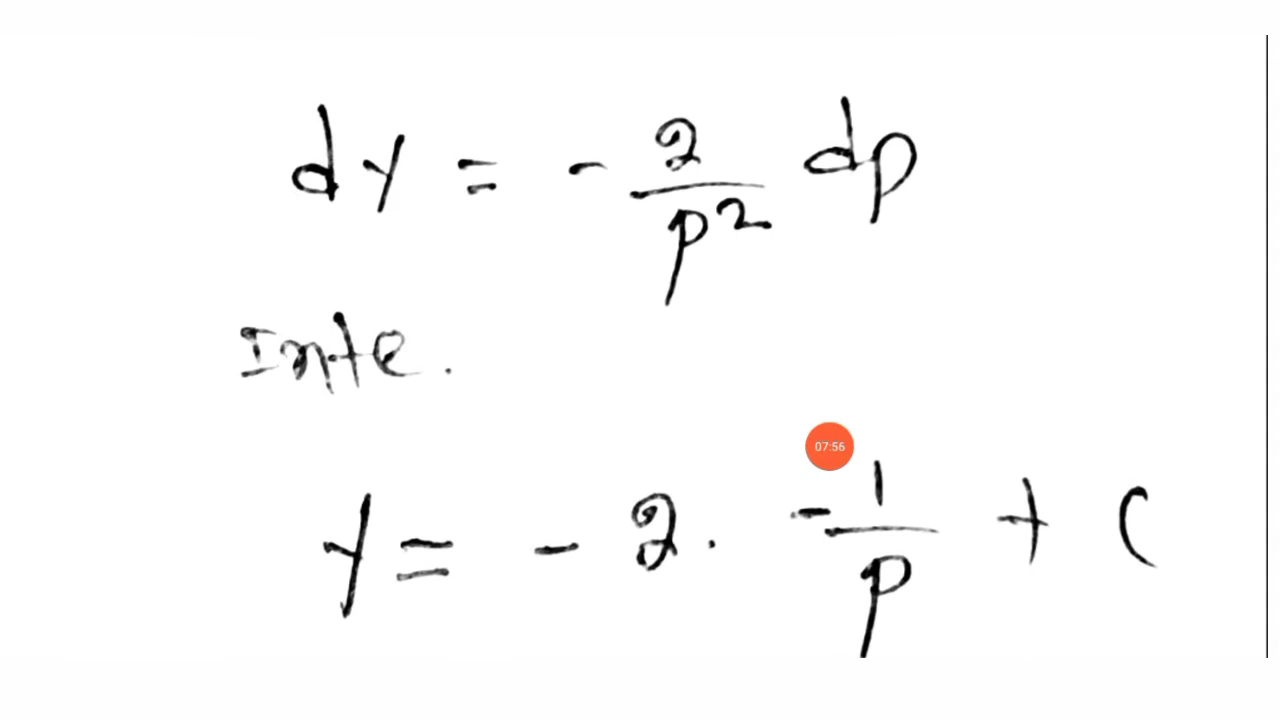 dy = - 2/p² dp
Inte.
07:56
y = - 2 . - 1/p + C